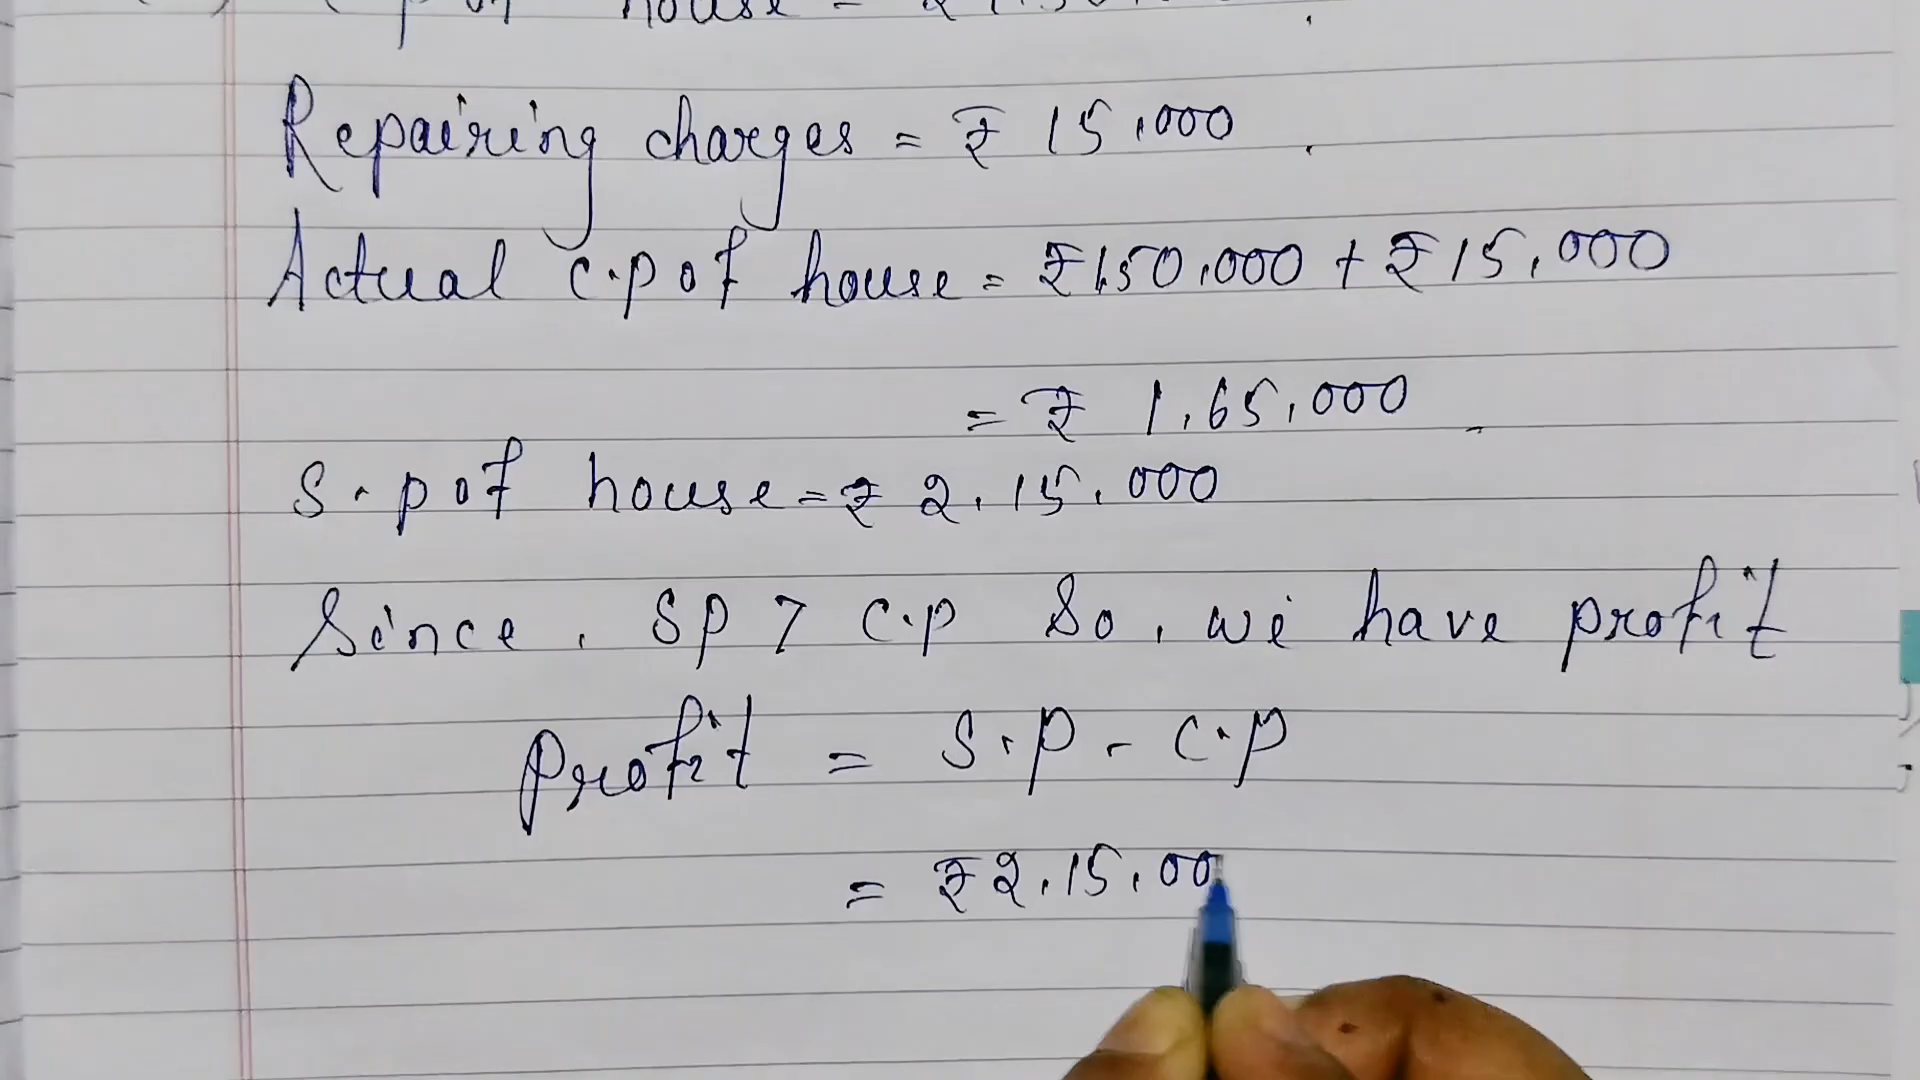 house =
Repairing charges = ₹ 15,000
Actual C.P of house = ₹150,000 + ₹15,000
= ₹ 1,65,000
S.P of house = ₹ 2,15,000
Since, SP > C.P So, we have profit
Profit = S.P - C.P
= ₹2,15,00